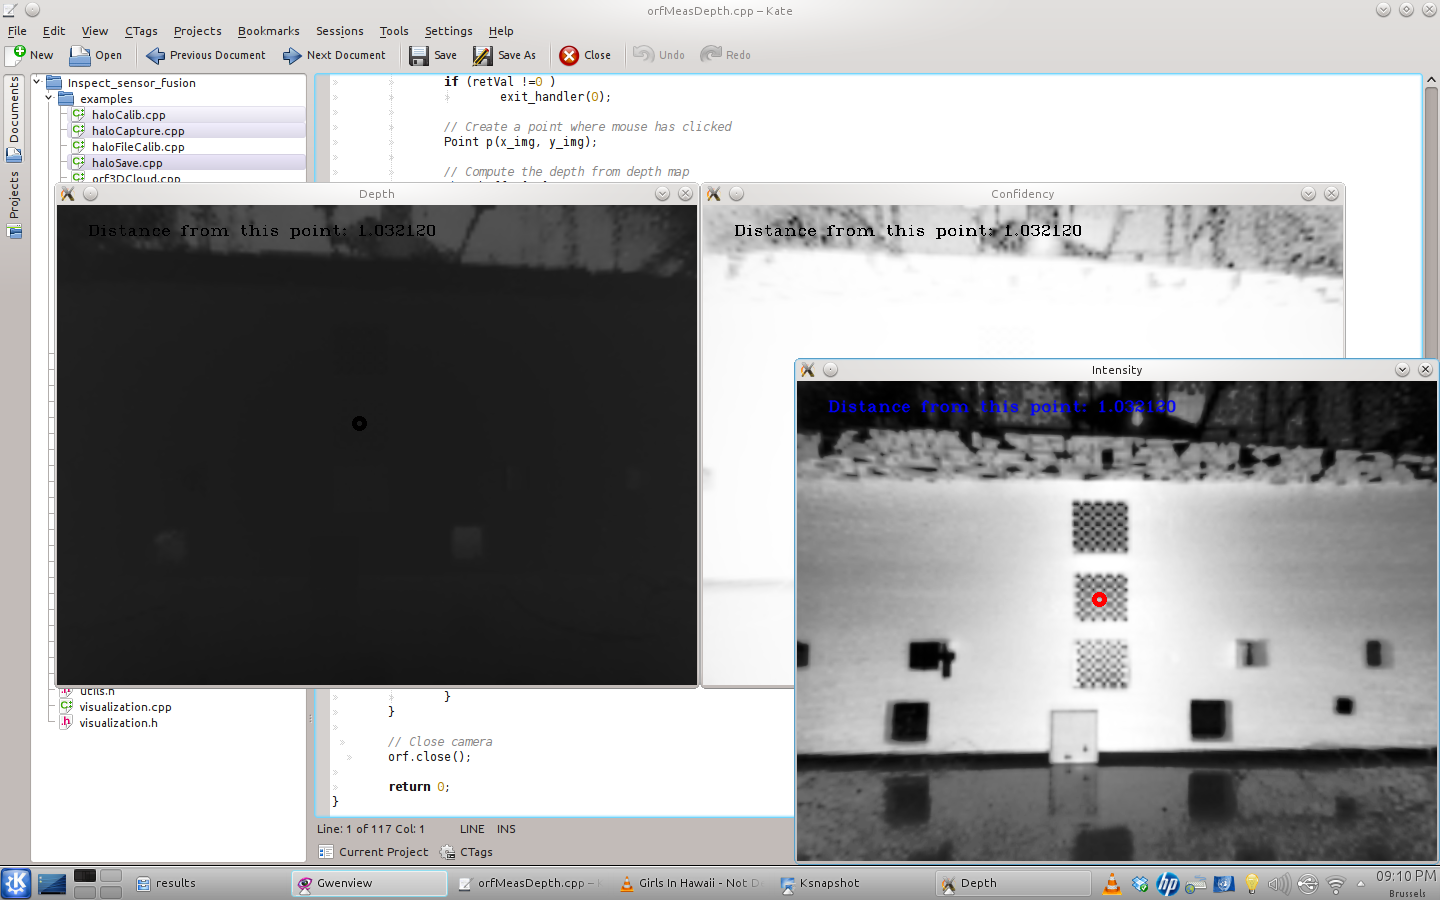 orfMeasDepth.cpp – Kate
File Edit View CTags Projects Bookmarks Sessions Tools Settings Help
New Open Previous Document Next Document Save Save As Close Undo Redo
Documents
Projects
Inspect_sensor_fusion
examples
haloCalib.cpp
haloCapture.cpp
haloFileCalib.cpp
haloSave.cpp
orf3DCloud.cpp
utils.h
visualization.cpp
visualization.h
if (retVal !=0 )
exit_handler(0);
// Create a point where mouse has clicked
Point p(x_img, y_img);
// Compute the depth from depth map
Depth
Distance from this point: 1.032120
Confidency
Distance from this point: 1.032120
Intensity
Distance from this point: 1.032120
}
}
// Close camera
orf.close();
return 0;
}
Line: 1 of 117 Col: 1 LINE INS
Current Project CTags
results Gwenview orfMeasDepth.cpp – Girls In Hawaii - Not Ksnapshot Depth
hp
09:10 PM
Brussels